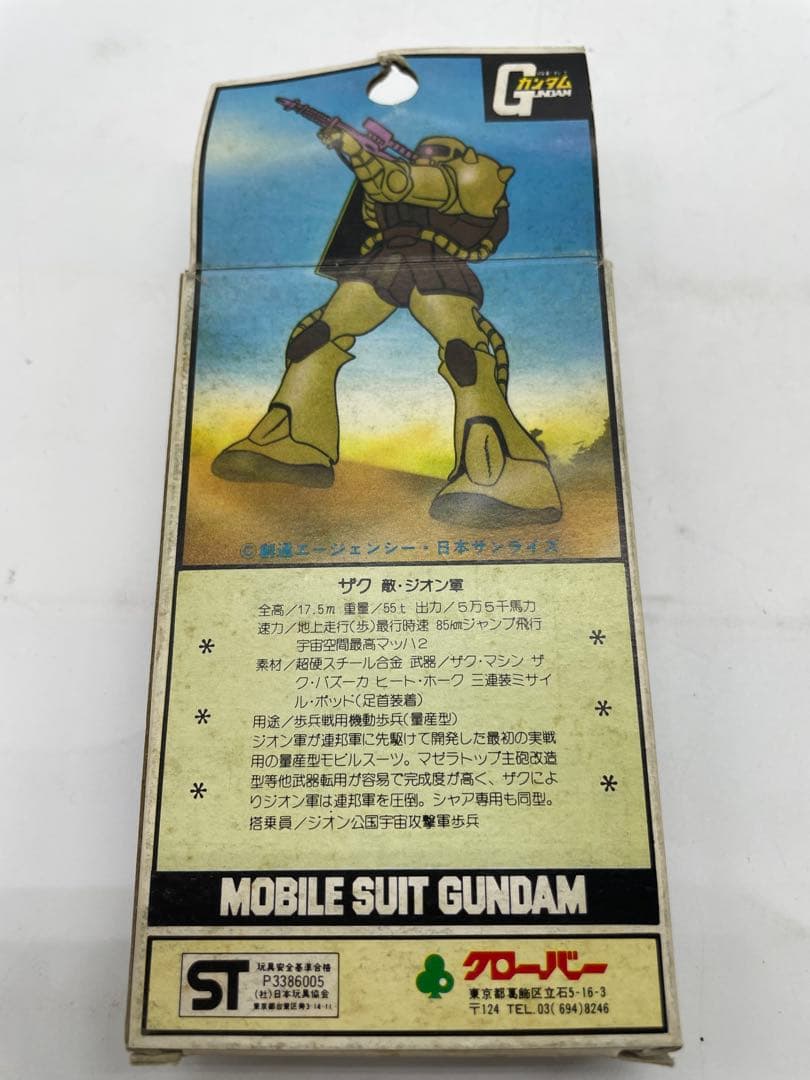 ガンダム
GUNDAM
©創通エージェンシー・日本サンライズ
ザク 敵・ジオン軍
全高/17.5m 重量/55t 出力/5万5千馬力
速力/地上走行(歩)最行時速 85kmジャンプ飛行
宇宙空間最高マッハ2
素材/超硬スチール合金 武器/ザク・マシン ザ
ク・バズーカ ヒート・ホーク 三連装ミサイ
ル・ポッド(足首装着)
用途/歩兵戦用機動歩兵(量産型)
ジオン軍が連邦軍に先駆けて開発した最初の実戦
用の量産型モビルスーツ。マゼラトップ主砲改造
型等他武器転用が容易で完成度が高く、ザクによ
りジオン軍は連邦軍を圧倒。シャア専用も同型。
搭乗員/ジオン公国宇宙攻撃軍歩兵
MOBILE SUIT GUNDAM
ST
玩具安全基準合格
P3386005
(社)日本玩具協会
東京都台東区寿3-14-11
クローバー
東京都葛飾区立石5-16-3
〒124 TEL.03(694)8246